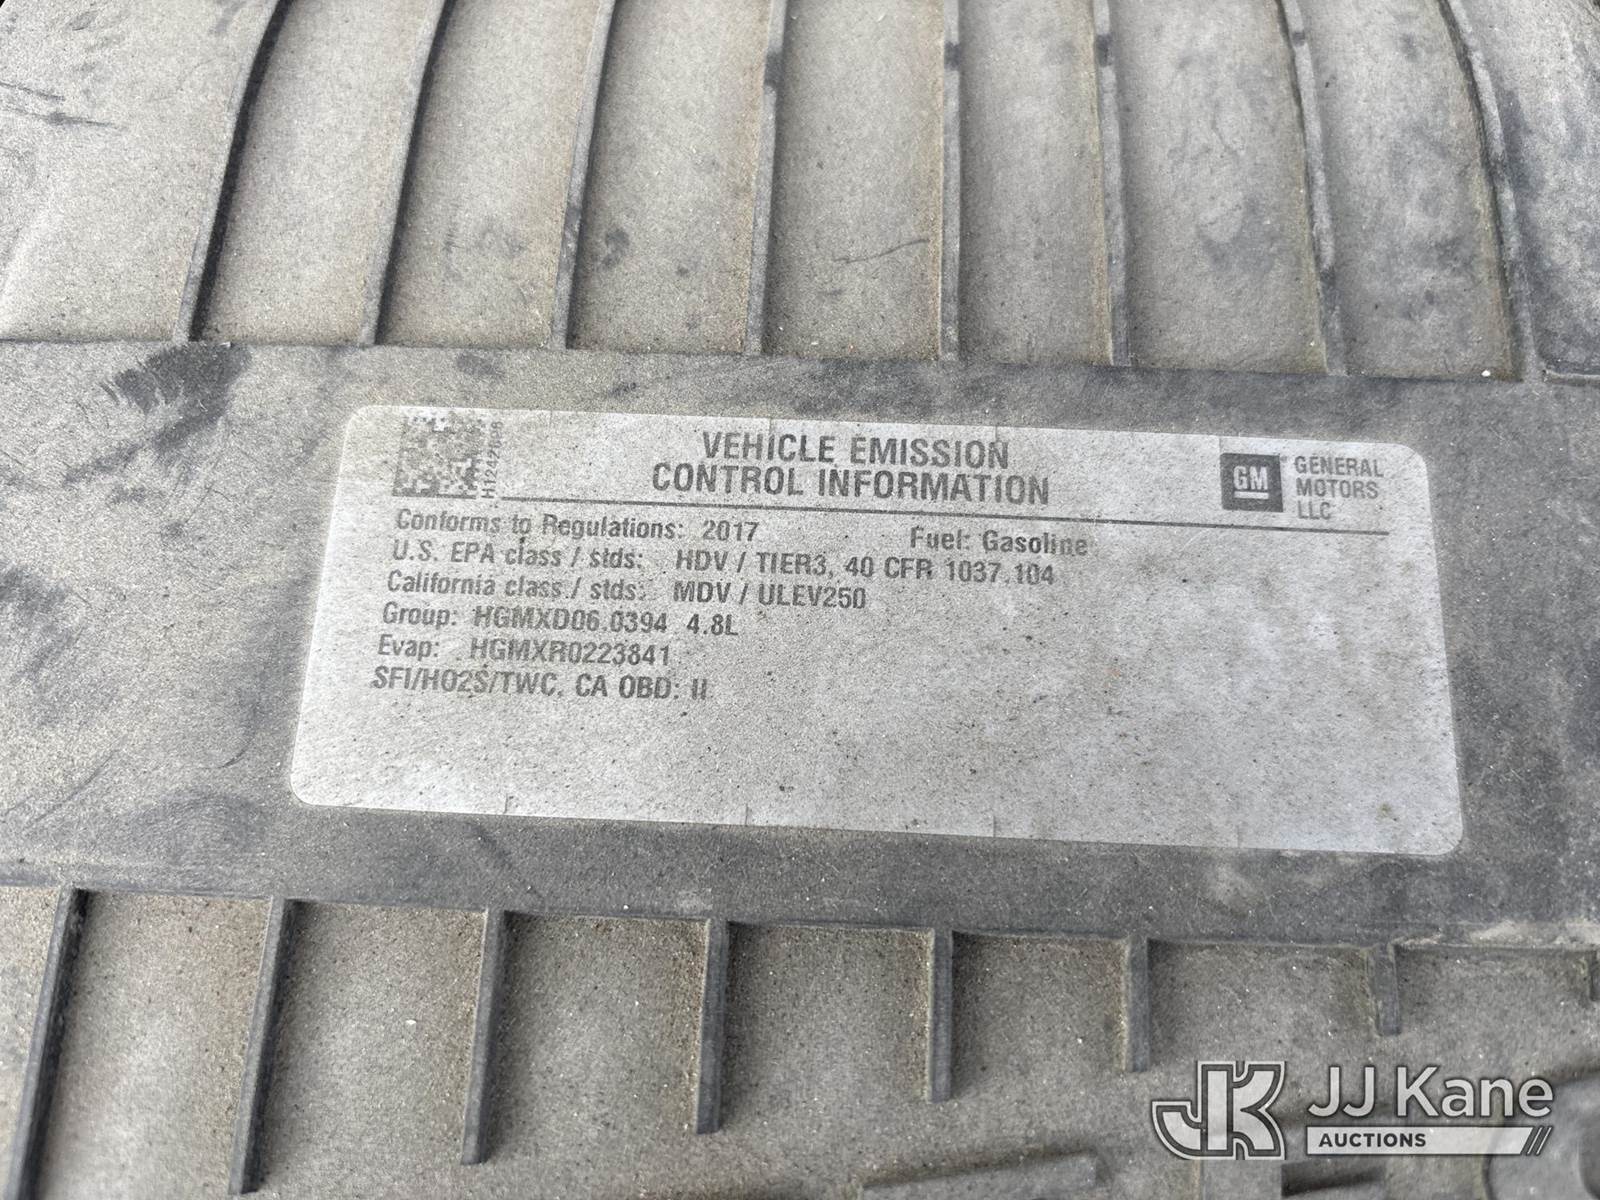 VEHICLE EMISSION
CONTROL INFORMATION
GM
GENERAL
MOTORS
LLC
Conforms to Regulations: 2017 Fuel: Gasoline
U.S. EPA class / stds: HDV / TIER3, 40 CFR 1037.104
California class / stds: MDV / ULEV250
Group: HGMXD06.0394 4.8L
Evap: HGMXR0223841
SFI/HO2S/TWC, CA OBD: II
JK JJ Kane
AUCTIONS